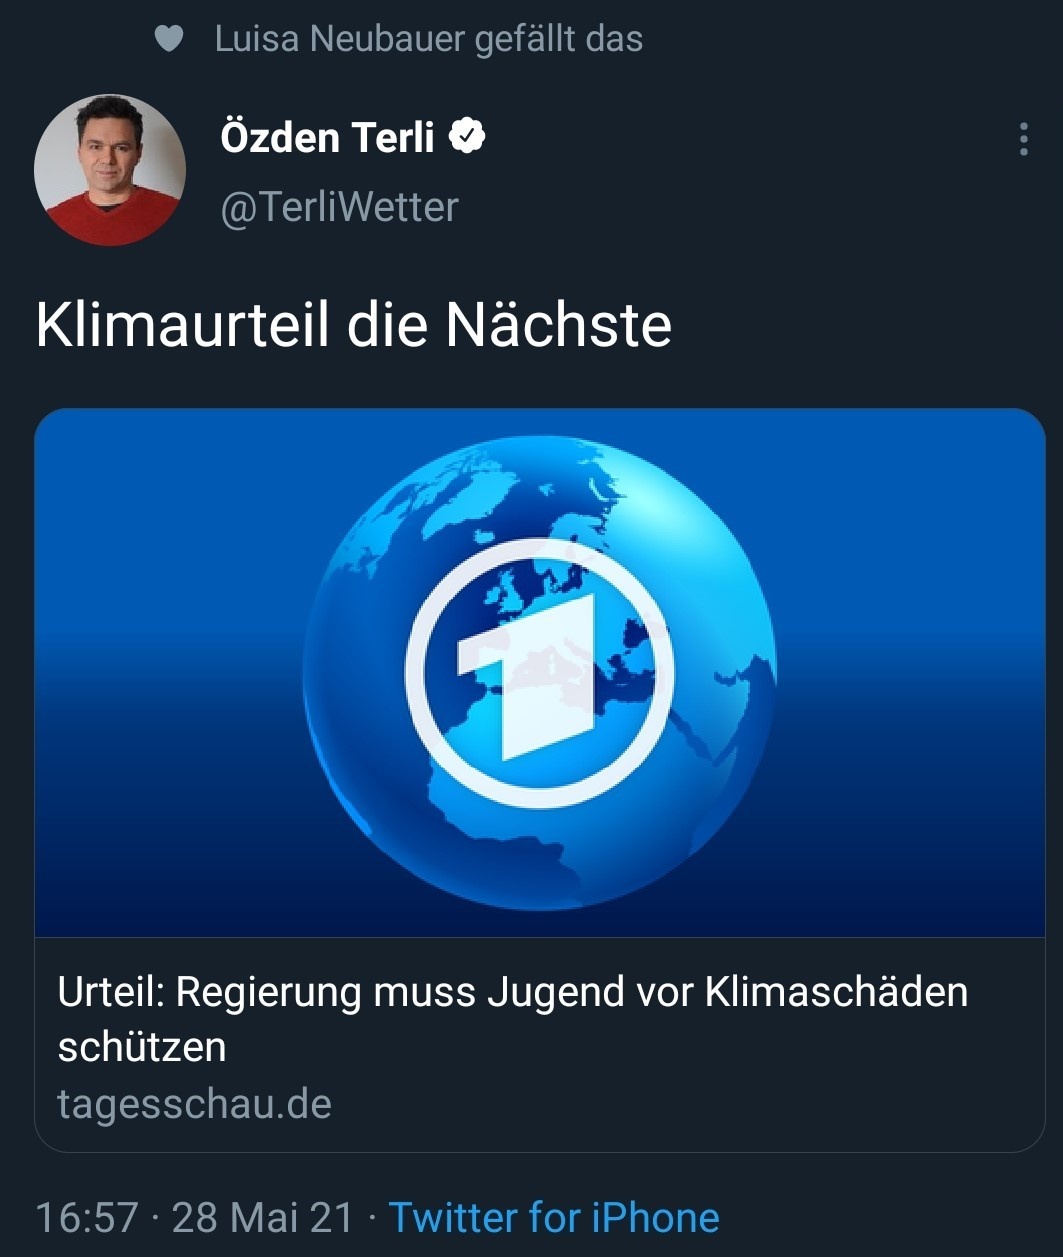 Luisa Neubauer gefällt das
Özden Terli
@TerliWetter
Klimaurteil die Nächste
1
Urteil: Regierung muss Jugend vor Klimaschäden
schützen
tagesschau.de
16:57 · 28 Mai 21 · Twitter for iPhone